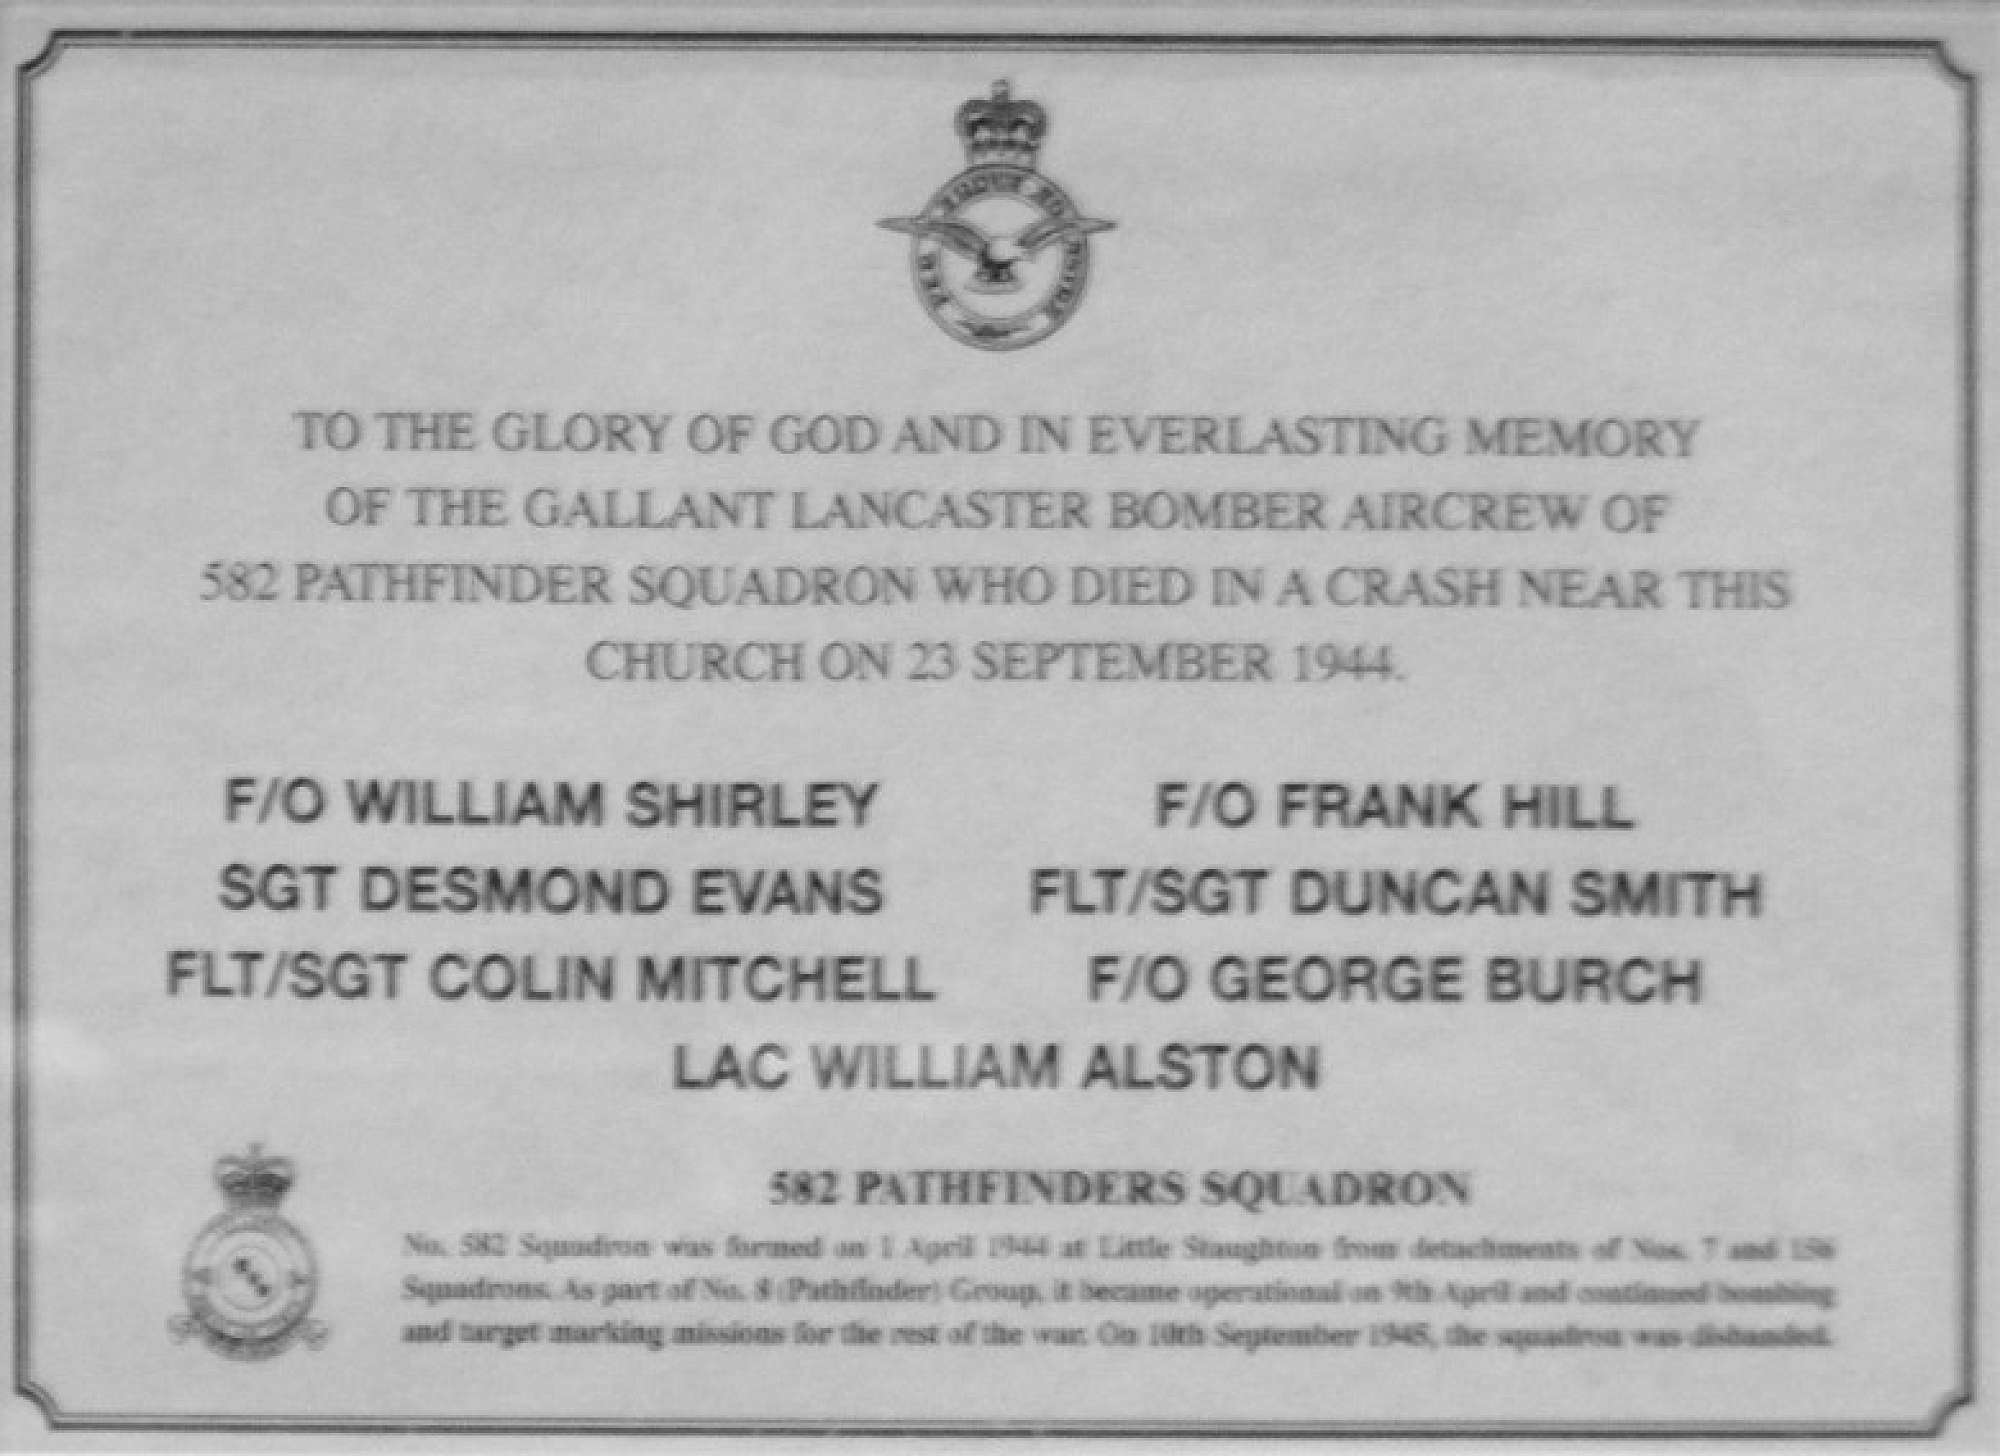 PER ARDUA AD ASTRA
TO THE GLORY OF GOD AND IN EVERLASTING MEMORY
OF THE GALLANT LANCASTER BOMBER AIRCREW OF
582 PATHFINDER SQUADRON WHO DIED IN A CRASH NEAR THIS
CHURCH ON 23 SEPTEMBER 1944.
F/O WILLIAM SHIRLEY F/O FRANK HILL
SGT DESMOND EVANS FLT/SGT DUNCAN SMITH
FLT/SGT COLIN MITCHELL F/O GEORGE BURCH
LAC WILLIAM ALSTON
582 PATHFINDERS SQUADRON
No. 582 Squadron was formed on 1 April 1944 at Little Staughton from detachments of Nos. 7 and 156
Squadrons. As part of No. 8 (Pathfinder) Group, it became operational on 9th April and continued bombing
and target marking missions for the rest of the war. On 10th September 1945, the squadron was disbanded.